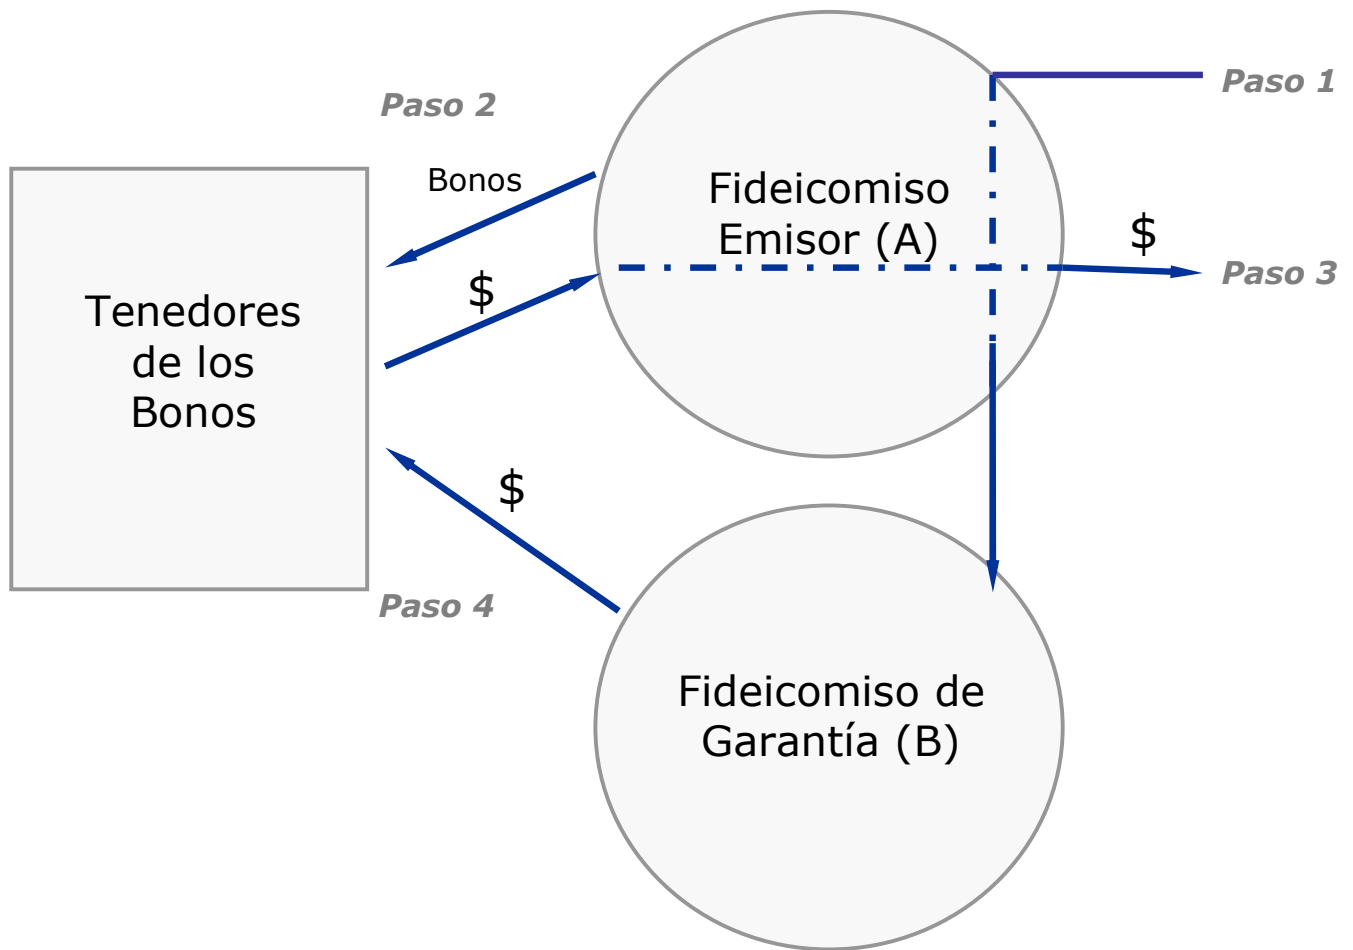 Paso 1
Paso 2
Bonos
Fideicomiso
Emisor (A)
$
Paso 3
$
Tenedores
de los
Bonos
$
Paso 4
Fideicomiso de
Garantía (B)